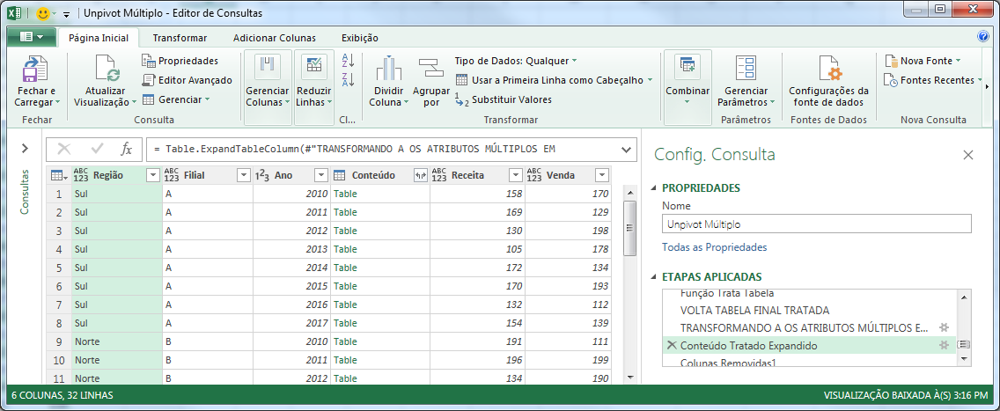 Unpivot Múltiplo - Editor de Consultas
Página Inicial Transformar Adicionar Colunas Exibição
Fechar e Carregar
Fechar
Atualizar Visualização
Propriedades
Editor Avançado
Gerenciar
Consulta
Gerenciar Colunas
Reduzir Linhas
Cl...
Dividir Coluna
Agrupar por
Tipo de Dados: Qualquer
Usar a Primeira Linha como Cabeçalho
Substituir Valores
Transformar
Combinar
Gerenciar Parâmetros
Parâmetros
Configurações da fonte de dados
Fontes de Dados
Nova Fonte
Fontes Recentes
Nova Consulta
Consultas
= Table.ExpandTableColumn(#"TRANSFORMANDO A OS ATRIBUTOS MÚLTIPLOS EM
ABC 123 Região ABC 123 Filial 123 Ano Conteúdo ABC 123 Receita ABC 123 Venda
1 Sul A 2010 Table 158 170
2 Sul A 2011 Table 169 129
3 Sul A 2012 Table 130 198
4 Sul A 2013 Table 105 178
5 Sul A 2014 Table 172 134
6 Sul A 2015 Table 170 193
7 Sul A 2016 Table 132 112
8 Sul A 2017 Table 154 139
9 Norte B 2010 Table 191 111
10 Norte B 2011 Table 196 199
11 Norte B 2012 Table 134 190
Config. Consulta
PROPRIEDADES
Nome
Unpivot Múltiplo
Todas as Propriedades
ETAPAS APLICADAS
Função Trata Tabela
VOLTA TABELA FINAL TRATADA
TRANSFORMANDO A OS ATRIBUTOS MÚLTIPLOS E...
Conteúdo Tratado Expandido
Colunas Removidas1
6 COLUNAS, 32 LINHAS
VISUALIZAÇÃO BAIXADA À(S) 3:16 PM